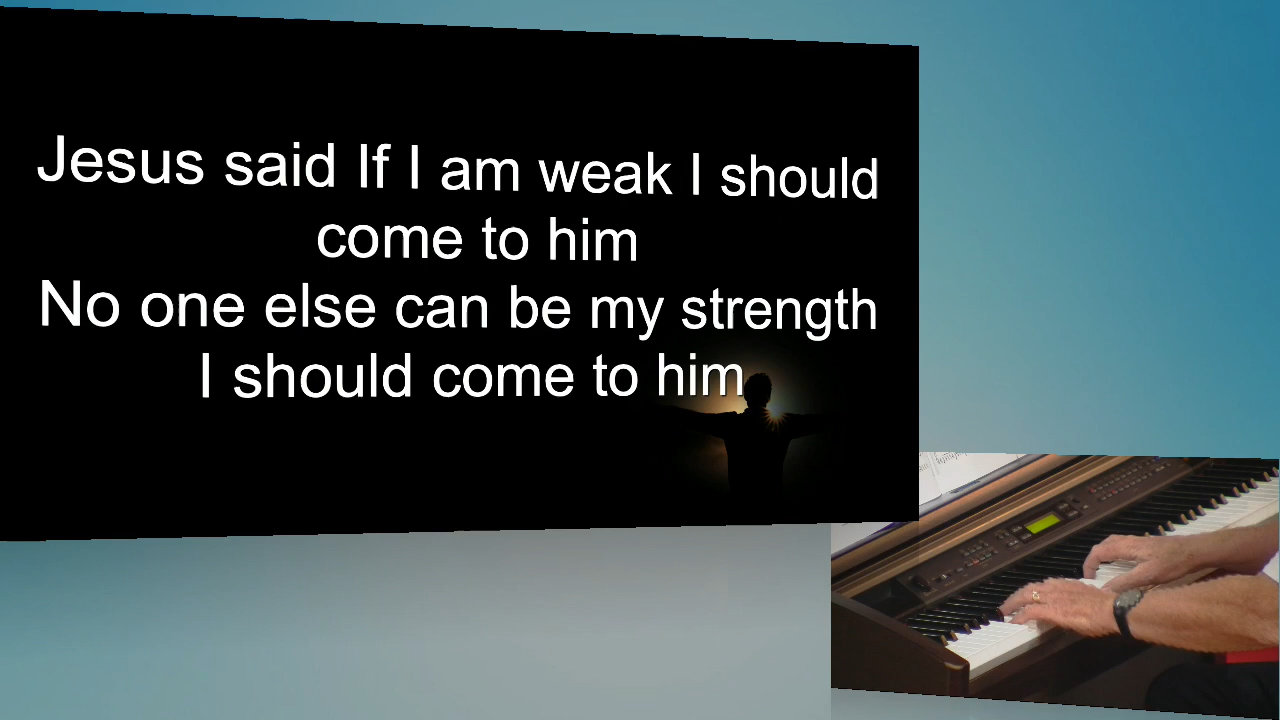 Jesus said If I am weak I should
come to him
No one else can be my strength
I should come to him